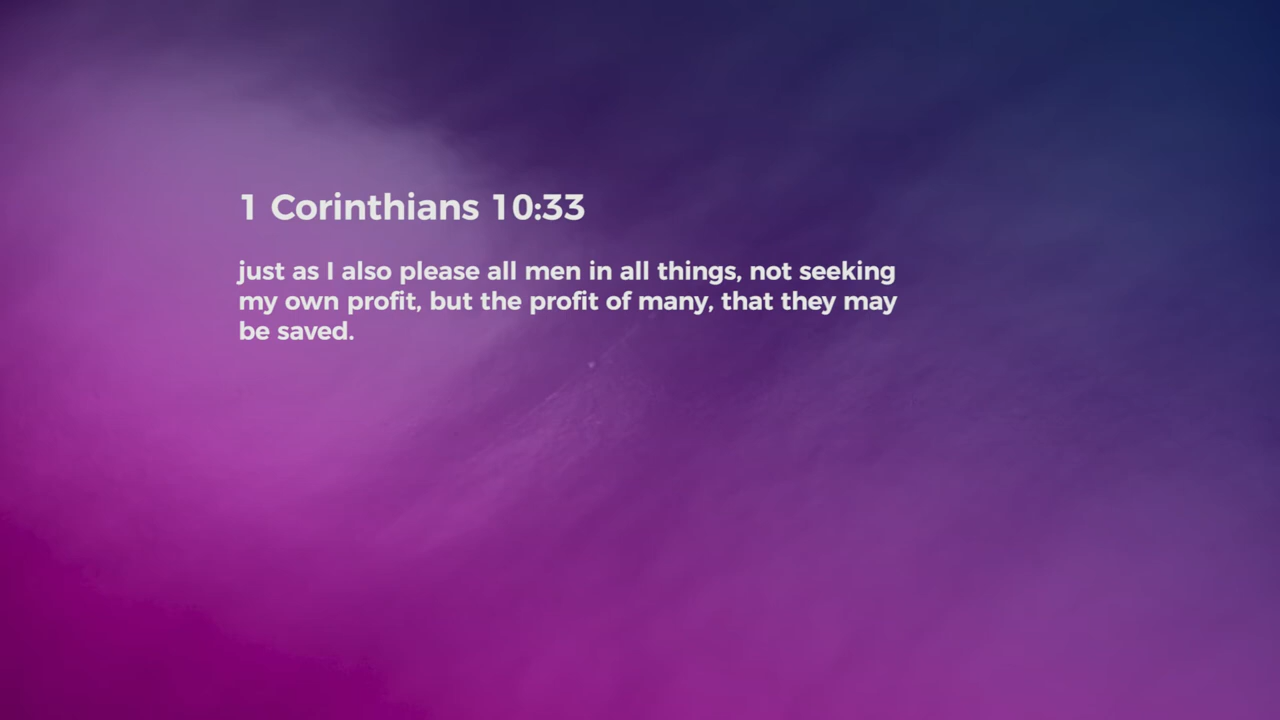 1 Corinthians 10:33
just as I also please all men in all things, not seeking
my own profit, but the profit of many, that they may
be saved.